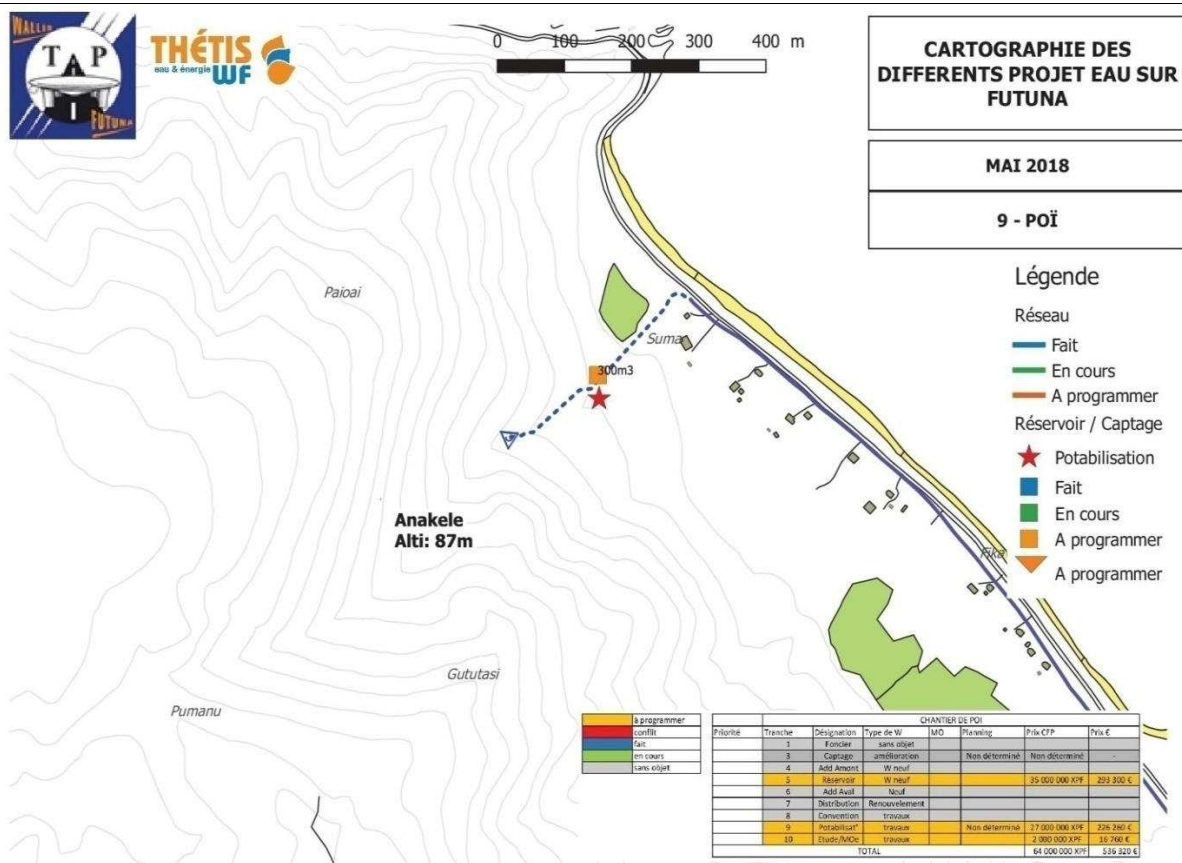 WALLIS
T A P
I
FUTUNA
THÉTIS
eau & énergie WF
0 100 200 300 400 m
CARTOGRAPHIE DES
DIFFERENTS PROJET EAU SUR
FUTUNA
MAI 2018
9 - POÏ
Légende
Réseau
Fait
En cours
A programmer
Réservoir / Captage
Potabilisation
Fait
En cours
A programmer
A programmer
Paioai
Suma
300m3
Anakele
Alti: 87m
Fika
Gututasi
Pumanu
à programmer
conflit
fait
en cours
sans objet
CHANTIER DE POI
Priorité Tranche Désignation Type de W MO Planning Prix CFP Prix €
1 Foncier sans objet
3 Captage amélioration Non déterminé Non déterminé -
4 Add Amont W neuf
5 Réservoir W neuf 35 000 000 XPF 293 300 €
6 Add Aval Neuf
7 Distribution Renouvelement
8 Convention travaux
9 Potabilisat° travaux Non déterminé 27 000 000 XPF 226 260 €
10 Etude/MOe travaux 2 000 000 XPF 16 760 €
TOTAL 64 000 000 XPF 536 320 €